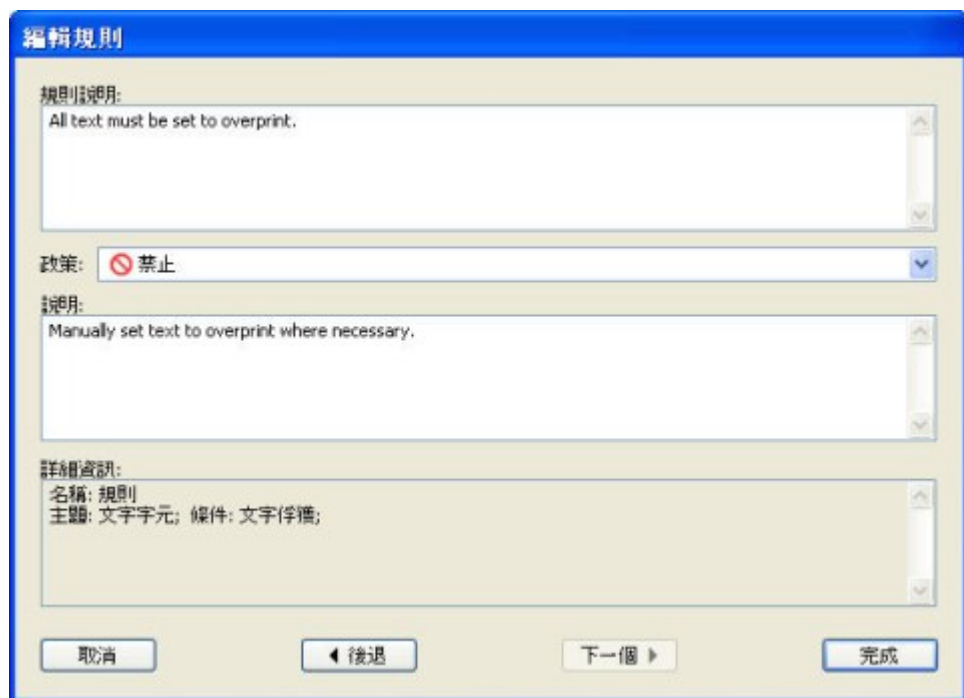 編輯規則
規則說明:
All text must be set to overprint.
政策: 禁止
說明:
Manually set text to overprint where necessary.
詳細資訊:
名稱: 規則
主題: 文字字元; 條件: 文字俘獲;
取消 後退 下一個 完成